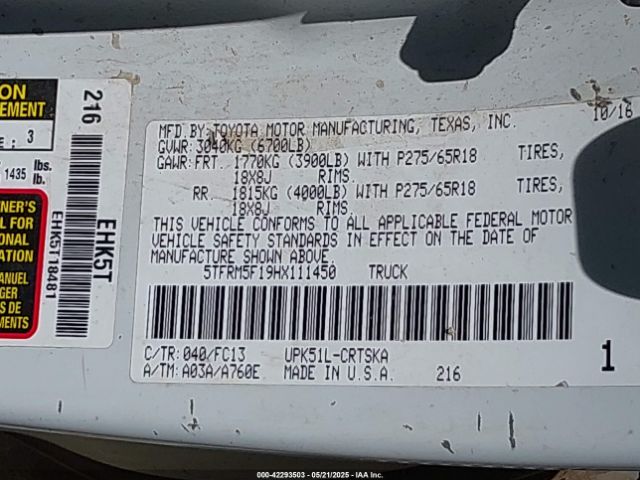 ON
EMENT
E : 3
lbs.
1435 lb.
NER'S
L FOR
ONAL
ATION
ANUEL
GER
S DE
MENTS
216
EHK5T
EHK5T18481
10/16
MFD.BY:TOYOTA MOTOR MANUFACTURING, TEXAS, INC.
GVWR: 3040KG (6700LB)
GAWR:FRT. 1770KG (3900LB) WITH P275/65R18 TIRES,
18X8J RIMS.
RR. 1815KG (4000LB) WITH P275/65R18 TIRES,
18X8J RIMS.
THIS VEHICLE CONFORMS TO ALL APPLICABLE FEDERAL MOTOR
VEHICLE SAFETY STANDARDS IN EFFECT ON THE DATE OF
MANUFACTURE SHOWN ABOVE.
5TFRM5F19HX111450 TRUCK
C/TR: 040/FC13 UPK51L-CRTSKA
A/TM: A03A/A760E MADE IN U.S.A. 216
1
000-42293503 - 05/21/2025 - IAA Inc.